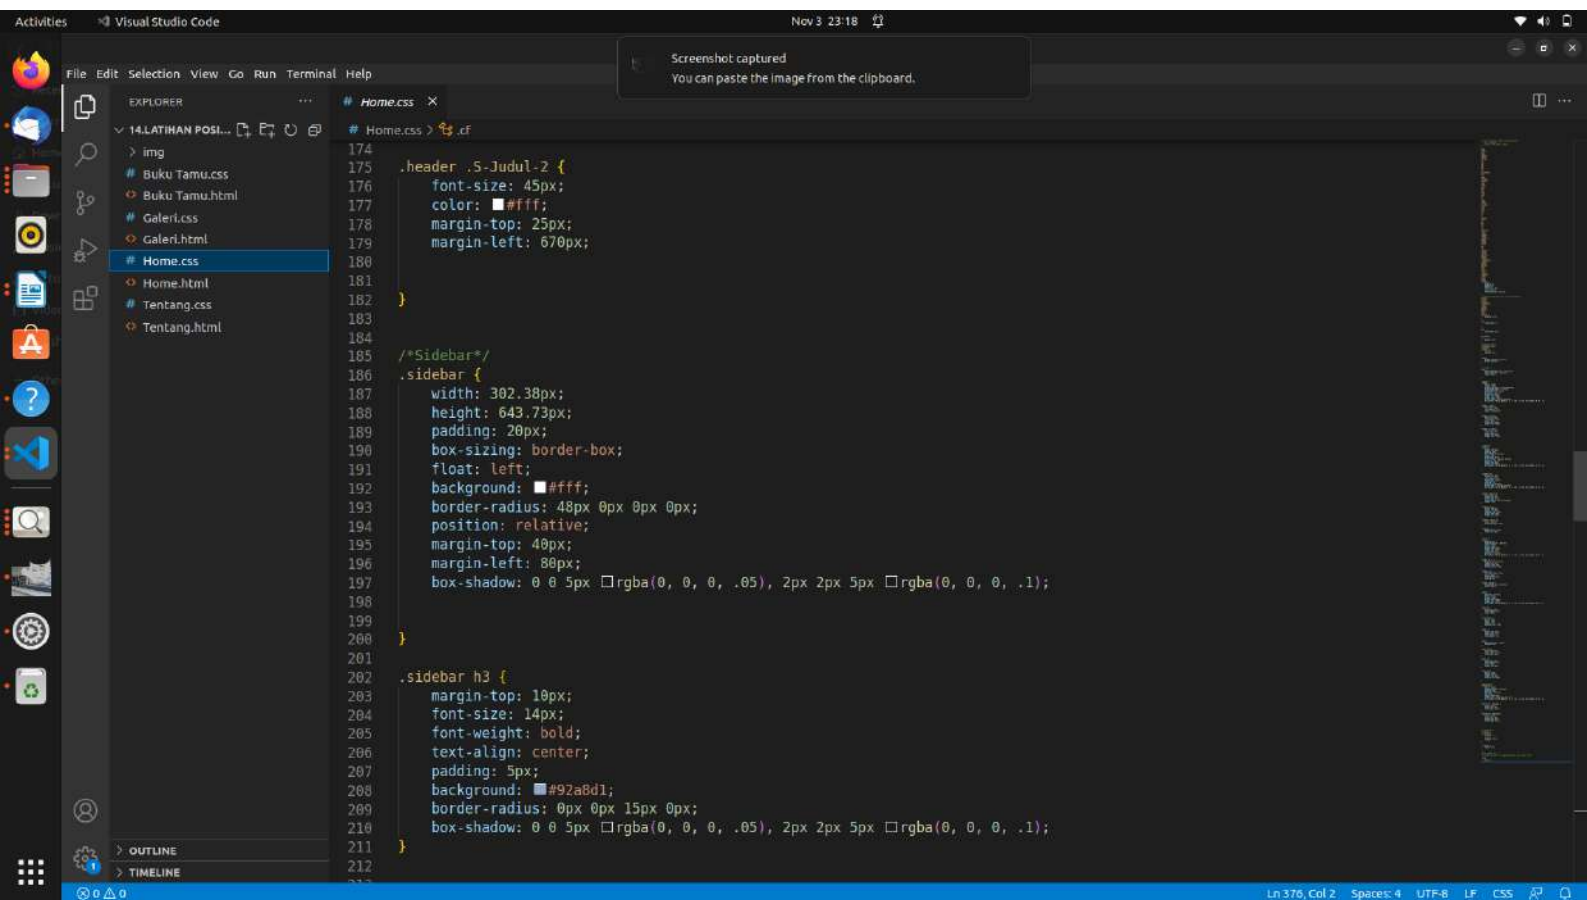 Activities
Visual Studio Code
Nov 3 23:18
Screenshot captured
You can paste the image from the clipboard.
File Edit Selection View Go Run Terminal Help
EXPLORER
14.LATIHAN POSI...
img
Buku Tamu.css
Buku Tamu.html
Galeri.css
Galeri.html
Home.css
Home.html
Tentang.css
Tentang.html
OUTLINE
TIMELINE
# Home.css
# Home.css > .cf
174
175 .header .S-Judul-2 {
176 font-size: 45px;
177 color: #fff;
178 margin-top: 25px;
179 margin-left: 670px;
180
181
182 }
183
184
185 /*Sidebar*/
186 .sidebar {
187 width: 302.38px;
188 height: 643.73px;
189 padding: 20px;
190 box-sizing: border-box;
191 float: left;
192 background: #fff;
193 border-radius: 48px 0px 0px 0px;
194 position: relative;
195 margin-top: 40px;
196 margin-left: 80px;
197 box-shadow: 0 0 5px rgba(0, 0, 0, .05), 2px 2px 5px rgba(0, 0, 0, .1);
198
199
200 }
201
202 .sidebar h3 {
203 margin-top: 10px;
204 font-size: 14px;
205 font-weight: bold;
206 text-align: center;
207 padding: 5px;
208 background: #92a8d1;
209 border-radius: 0px 0px 15px 0px;
210 box-shadow: 0 0 5px rgba(0, 0, 0, .05), 2px 2px 5px rgba(0, 0, 0, .1);
211 }
212
1
0 0
Ln 376, Col 2 Spaces: 4 UTF-8 LF CSS